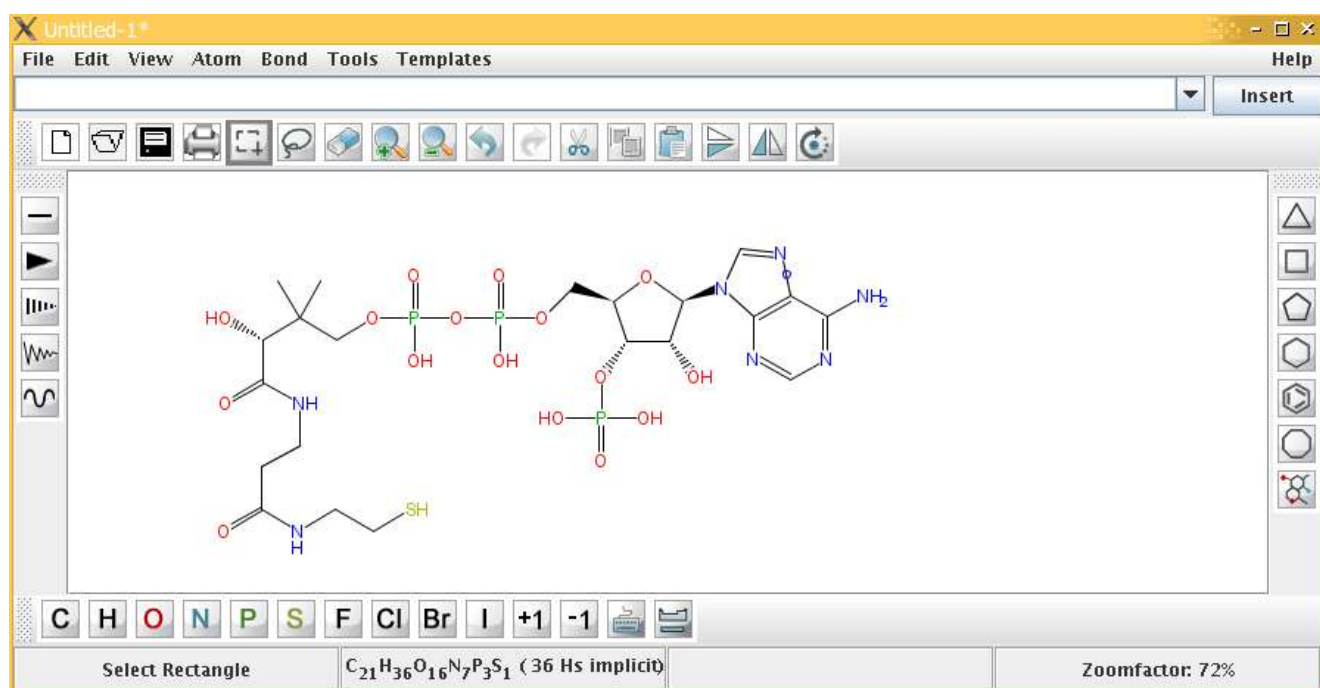 Untitled-1*
File Edit View Atom Bond Tools Templates Help
Insert
O O N
HO O P O P O O N NH2
OH OH N N
O NH O OH
HO P OH
O
O N SH
H
C H O N P S F Cl Br I +1 -1
Select Rectangle C21H36O16N7P3S1 ( 36 Hs implicit) Zoomfactor: 72%